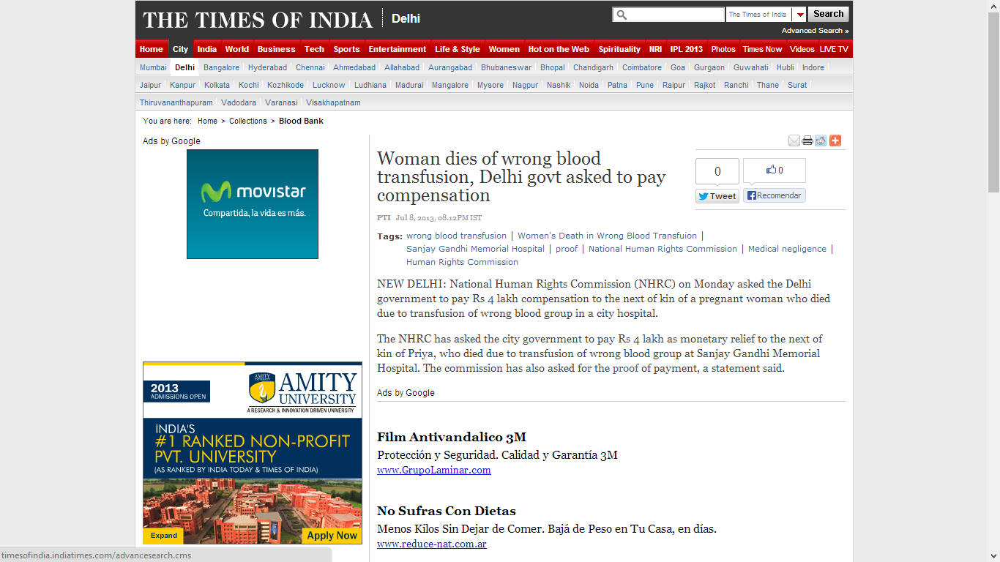 THE TIMES OF INDIA Delhi
The Times of India Search
Advanced Search »
Home City India World Business Tech Sports Entertainment Life & Style Women Hot on the Web Spirituality NRI IPL 2013 Photos Times Now Videos LIVE TV
Mumbai Delhi Bangalore Hyderabad Chennai Ahmedabad Allahabad Aurangabad Bhubaneswar Bhopal Chandigarh Coimbatore Goa Gurgaon Guwahati Hubli Indore
Jaipur Kanpur Kolkata Kochi Kozhikode Lucknow Ludhiana Madurai Mangalore Mysore Nagpur Nashik Noida Patna Pune Raipur Rajkot Ranchi Thane Surat
Thiruvananthapuram Vadodara Varanasi Visakhapatnam
You are here: Home > Collections > Blood Bank
Ads by Google
movistar
Compartida, la vida es más.
2013
ADMISSIONS OPEN
AMITY UNIVERSITY
AMITY
UNIVERSITY
A RESEARCH & INNOVATION DRIVEN UNIVERSITY
INDIA'S
#1 RANKED NON-PROFIT
PVT. UNIVERSITY
(AS RANKED BY INDIA TODAY & TIMES OF INDIA)
Expand Apply Now
Woman dies of wrong blood
transfusion, Delhi govt asked to pay
compensation
0 0
Tweet Recomendar
PTI Jul 8, 2013, 08.12PM IST
Tags: wrong blood transfusion | Women's Death in Wrong Blood Transfuion |
Sanjay Gandhi Memorial Hospital | proof | National Human Rights Commission | Medical negligence |
Human Rights Commission
NEW DELHI: National Human Rights Commission (NHRC) on Monday asked the Delhi
government to pay Rs 4 lakh compensation to the next of kin of a pregnant woman who died
due to transfusion of wrong blood group in a city hospital.
The NHRC has asked the city government to pay Rs 4 lakh as monetary relief to the next of
kin of Priya, who died due to transfusion of wrong blood group at Sanjay Gandhi Memorial
Hospital. The commission has also asked for the proof of payment, a statement said.
Ads by Google
Film Antivandalico 3M
Protección y Seguridad. Calidad y Garantía 3M
www.GrupoLaminar.com
No Sufras Con Dietas
Menos Kilos Sin Dejar de Comer. Bajá de Peso en Tu Casa, en días.
www.reduce-nat.com.ar
timesofindia.indiatimes.com/advancesearch.cms